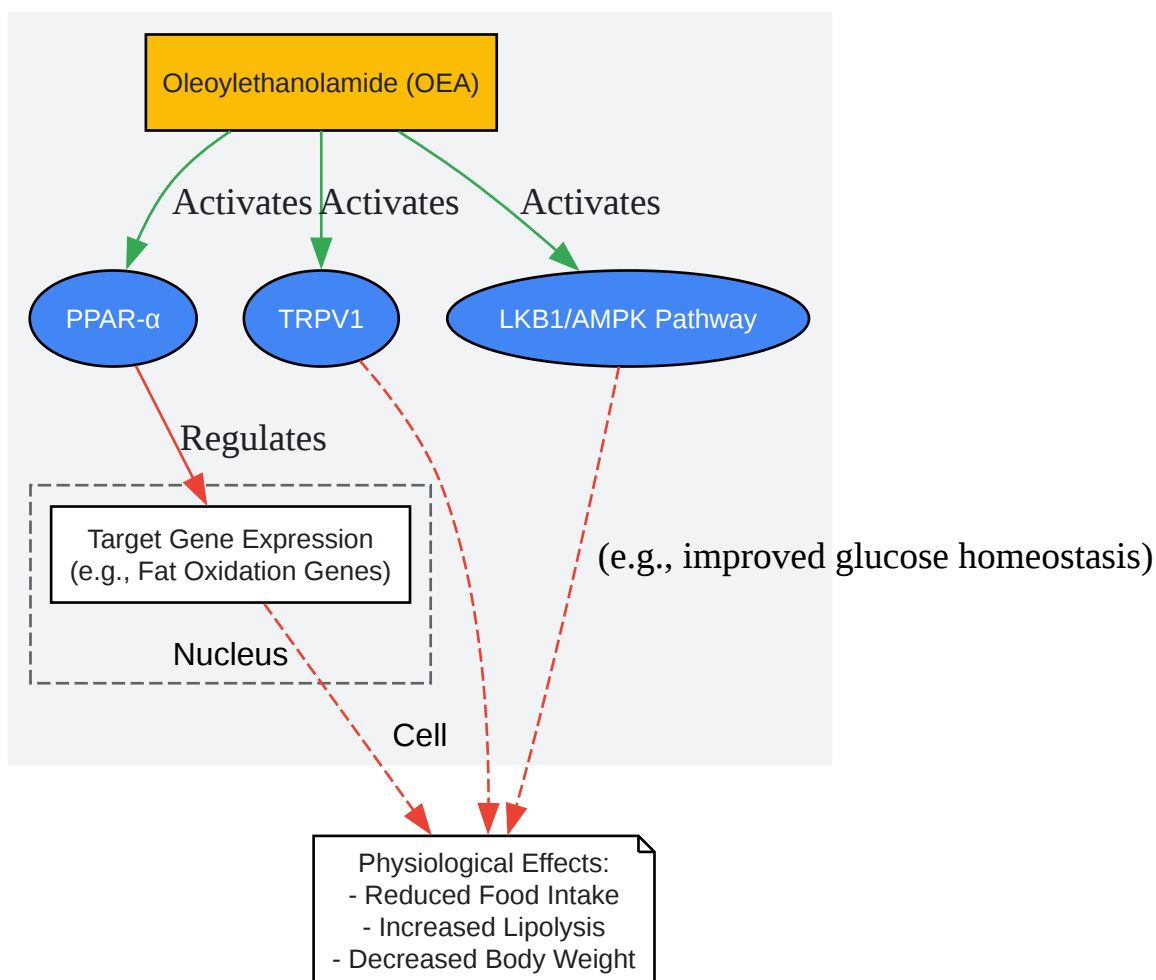 Oleoylethanolamide (OEA)
Activates Activates Activates
PPAR-α TRPV1 LKB1/AMPK Pathway
Regulates
Target Gene Expression
(e.g., Fat Oxidation Genes)
(e.g., improved glucose homeostasis)
Nucleus
Cell
Physiological Effects:
- Reduced Food Intake
- Increased Lipolysis
- Decreased Body Weight